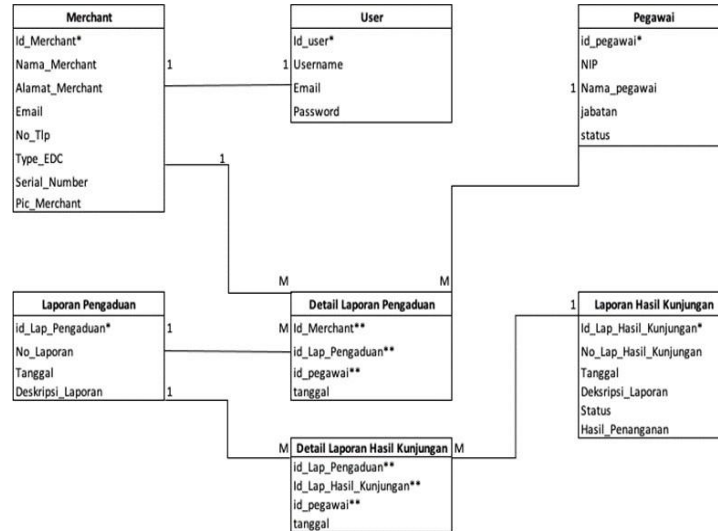 Merchant
Id_Merchant*
Nama_Merchant
Alamat_Merchant
Email
No_Tlp
Type_EDC
Serial_Number
Pic_Merchant
1
1
User
Id_user*
Username
Email
Password
1
Pegawai
id_pegawai*
NIP
Nama_pegawai
jabatan
status
1
M
M
Laporan Pengaduan
id_Lap_Pengaduan*
No_Laporan
Tanggal
Deskripsi_Laporan
1
1
M
Detail Laporan Pengaduan
Id_Merchant**
id_Lap_Pengaduan**
id_pegawai**
tanggal
1
Laporan Hasil Kunjungan
Id_Lap_Hasil_Kunjungan*
No_Lap_Hasil_Kunjungan
Tanggal
Deksripsi_Laporan
Status
Hasil_Penanganan
M
Detail Laporan Hasil Kunjungan
M
id_Lap_Pengaduan**
Id_Lap_Hasil_Kunjungan**
id_pegawai**
tanggal